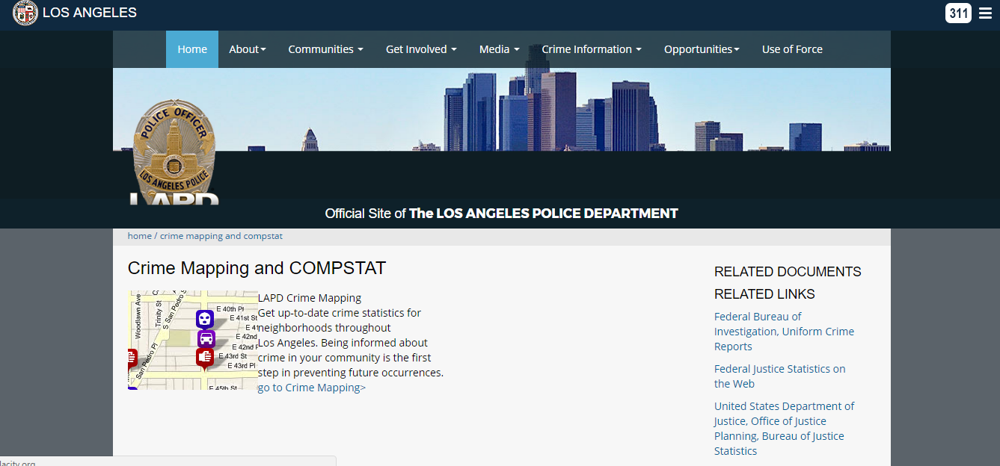 LOS ANGELES
311
Home
About
Communities
Get Involved
Media
Crime Information
Opportunities
Use of Force
POLICE OFFICER
LOS ANGELES POLICE
LAPD
Official Site of The LOS ANGELES POLICE DEPARTMENT
home / crime mapping and compstat
Crime Mapping and COMPSTAT
Woodlawn Ave
Trinity St
S San Pedro S
San Pedro Pl
E 40th Pl
E 41st St
E 41
E 42nd
E 42nd P
E 43rd St
E 43rd Pl
E 45th St
LAPD Crime Mapping
Get up-to-date crime statistics for
neighborhoods throughout
Los Angeles. Being informed about
crime in your community is the first
step in preventing future occurrences.
go to Crime Mapping>
RELATED DOCUMENTS
RELATED LINKS
Federal Bureau of
Investigation, Uniform Crime
Reports
Federal Justice Statistics on
the Web
United States Department of
Justice, Office of Justice
Planning, Bureau of Justice
Statistics
lacity.org